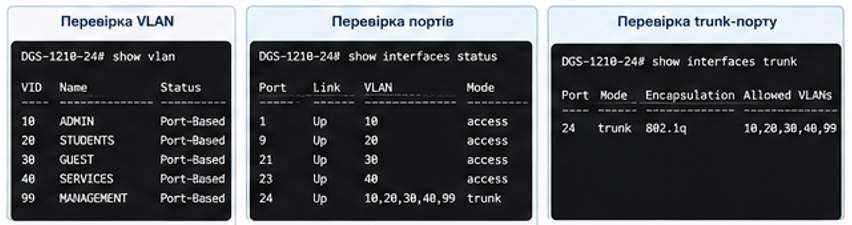 Перевірка VLAN
DGS-1210-24# show vlan
VID Name Status
---- -------------- ----------
10 ADMIN Port-Based
20 STUDENTS Port-Based
30 GUEST Port-Based
40 SERVICES Port-Based
99 MANAGEMENT Port-Based
Перевірка портів
DGS-1210-24# show interfaces status
Port Link VLAN Mode
1 Up 10 access
9 Up 20 access
21 Up 30 access
23 Up 40 access
24 Up 10,20,30,40,99 trunk
Перевірка trunk-порту
DGS-1210-24# show interfaces trunk
Port Mode Encapsulation Allowed VLANs
24 trunk 802.1q 10,20,30,40,99